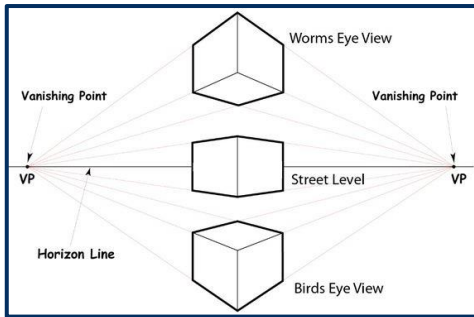 Worms Eye View
Vanishing Point
Vanishing Point
VP
VP
Street Level
Horizon Line
Birds Eye View